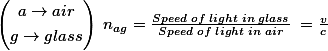 (a → air
g → glass) n_ag = Speed of light in glass / Speed of light in air = v / c